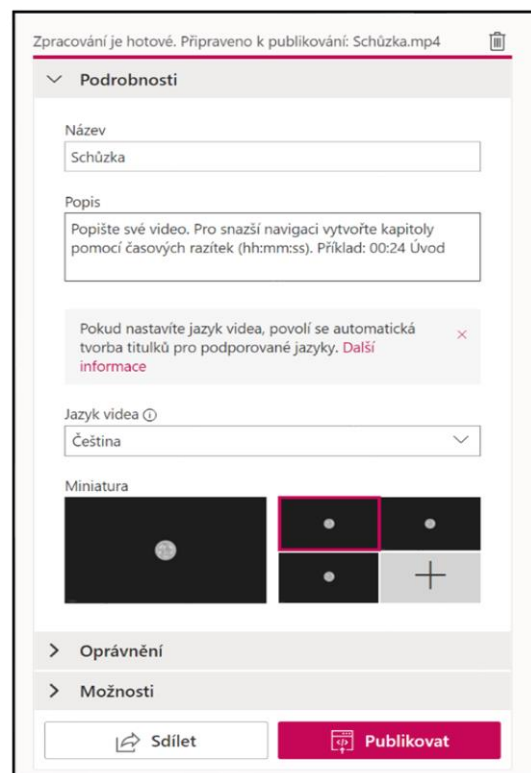 Zpracování je hotové. Připraveno k publikování: Schůzka.mp4
Podrobnosti
Název
Schůzka
Popis
Popište své video. Pro snazší navigaci vytvořte kapitoly
pomocí časových razítek (hh:mm:ss). Příklad: 00:24 Úvod
Pokud nastavíte jazyk videa, povolí se automatická
tvorba titulků pro podporované jazyky. Další
informace
Jazyk videa
Čeština
Miniatura
Oprávnění
Možnosti
Sdílet
Publikovat